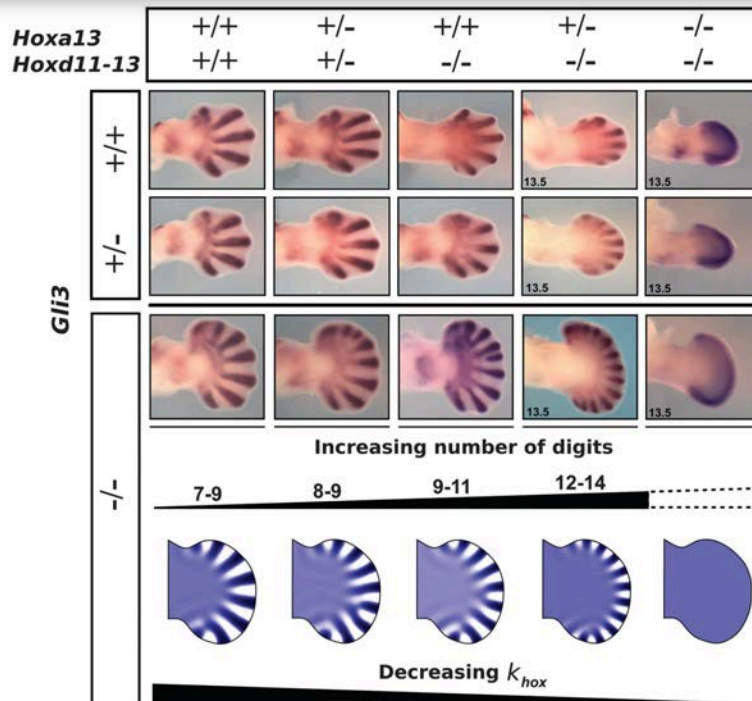 Hoxa13 +/+ +/- +/+ +/- -/-
Hoxd11-13 +/+ +/- -/- -/- -/-
Gli3
+/+
13.5 13.5
+/-
13.5 13.5
-/-
13.5 13.5
Increasing number of digits
7-9 8-9 9-11 12-14
Decreasing k hox